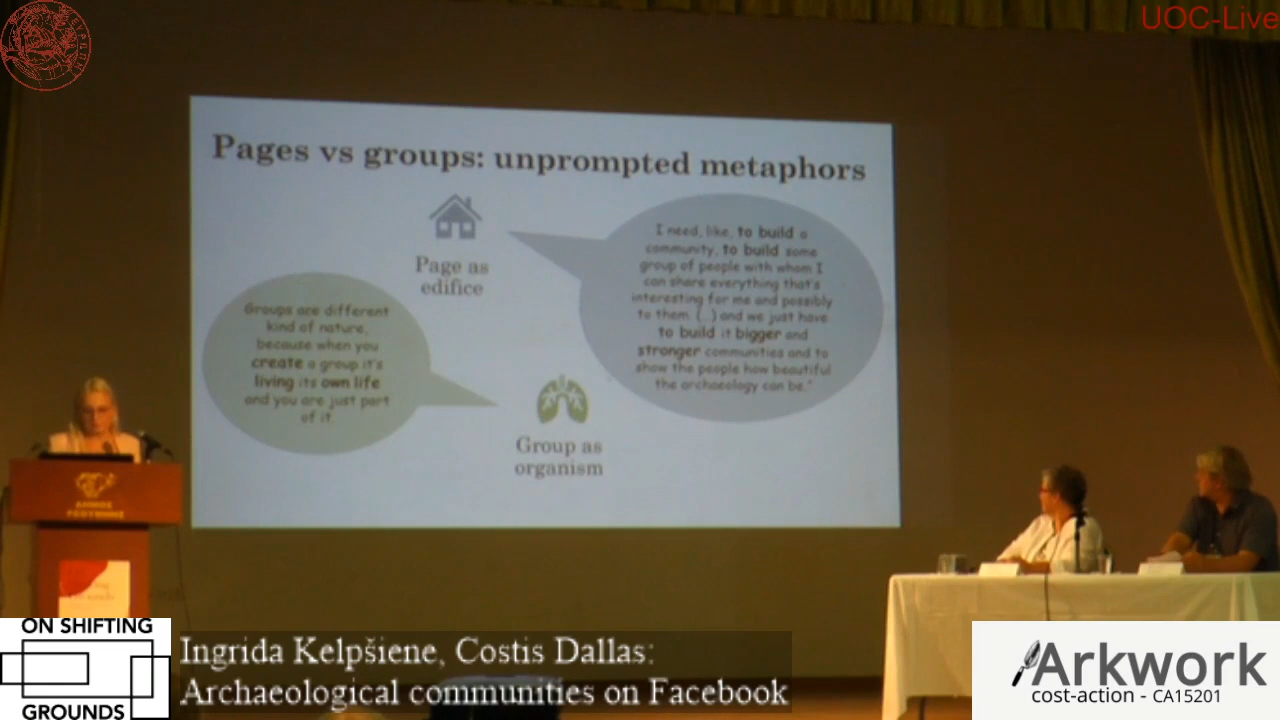 UOC-Live
Pages vs groups: unprompted metaphors
Page as
edifice
I need, like, to build a
community, to build some
group of people with whom I
can share everything that's
interesting for me and possibly
to them. (...) and we just have
to build it bigger and
stronger communities and to
show the people how beautiful
the archaeology can be."
Groups are different
kind of nature,
because when you
create a group it's
living its own life
and you are just part
of it.
Group as
organism
ΔΗΜΟΣ
ΡΕΘΥΜΝΗΣ
ON SHIFTING
GROUNDS
Ingrida Kelpšiene, Costis Dallas:
Archaeological communities on Facebook
Arkwork
cost-action - CA15201